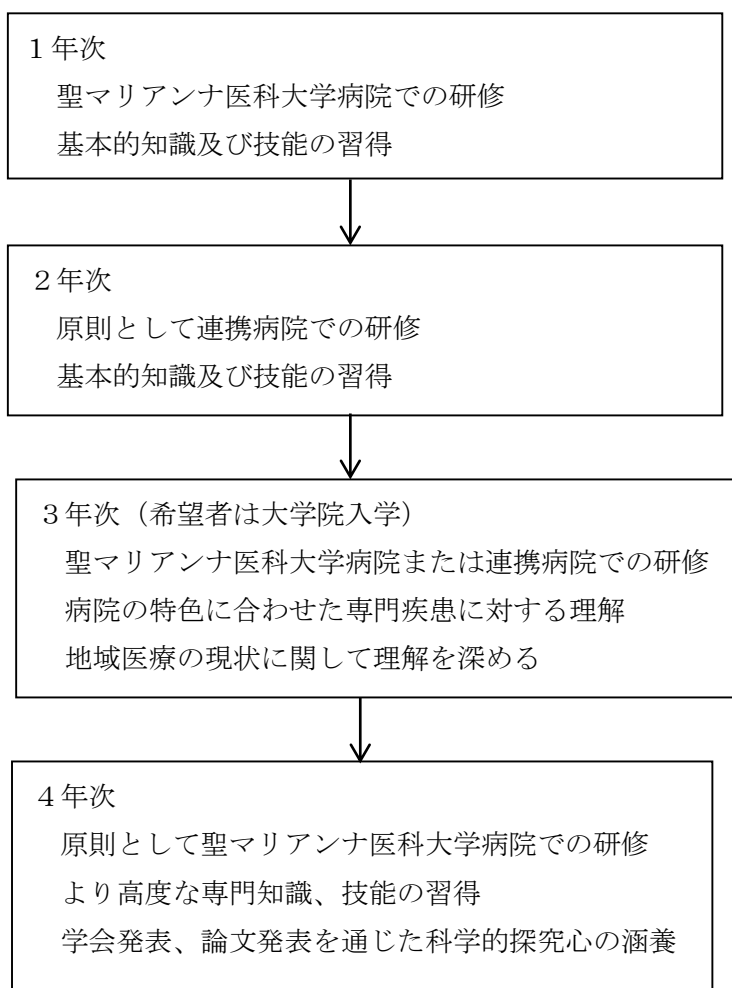 １年次
聖マリアンナ医科大学病院での研修
基本的知識及び技能の習得
２年次
原則として連携病院での研修
基本的知識及び技能の習得
３年次（希望者は大学院入学）
聖マリアンナ医科大学病院または連携病院での研修
病院の特色に合わせた専門疾患に対する理解
地域医療の現状に関して理解を深める
４年次
原則として聖マリアンナ医科大学病院での研修
より高度な専門知識、技能の習得
学会発表、論文発表を通じた科学的探究心の涵養